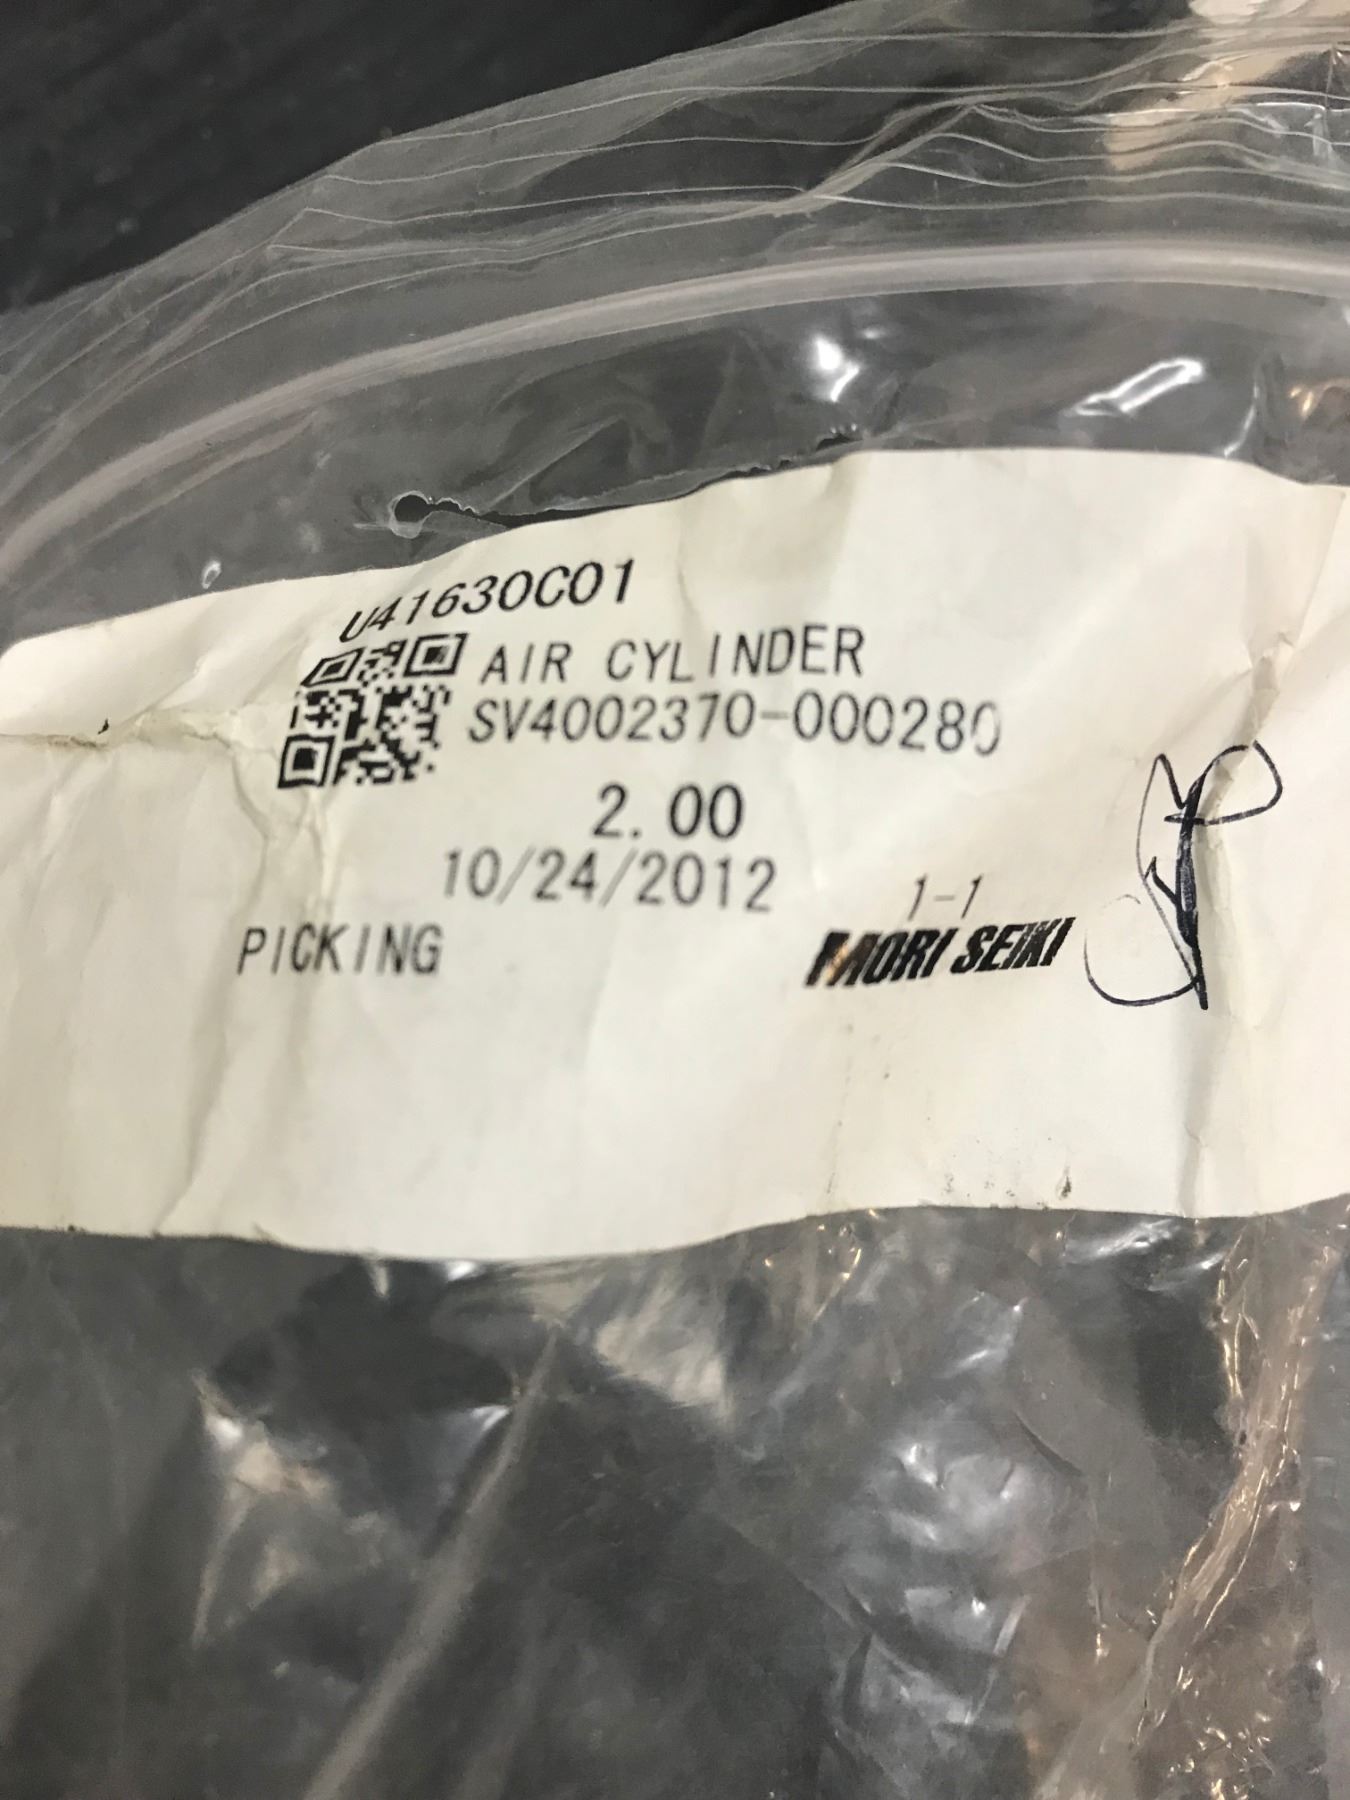 U41630C01
AIR CYLINDER
SV4002370-000280
2.00
10/24/2012
1-1
PICKING
MORI SEIKI